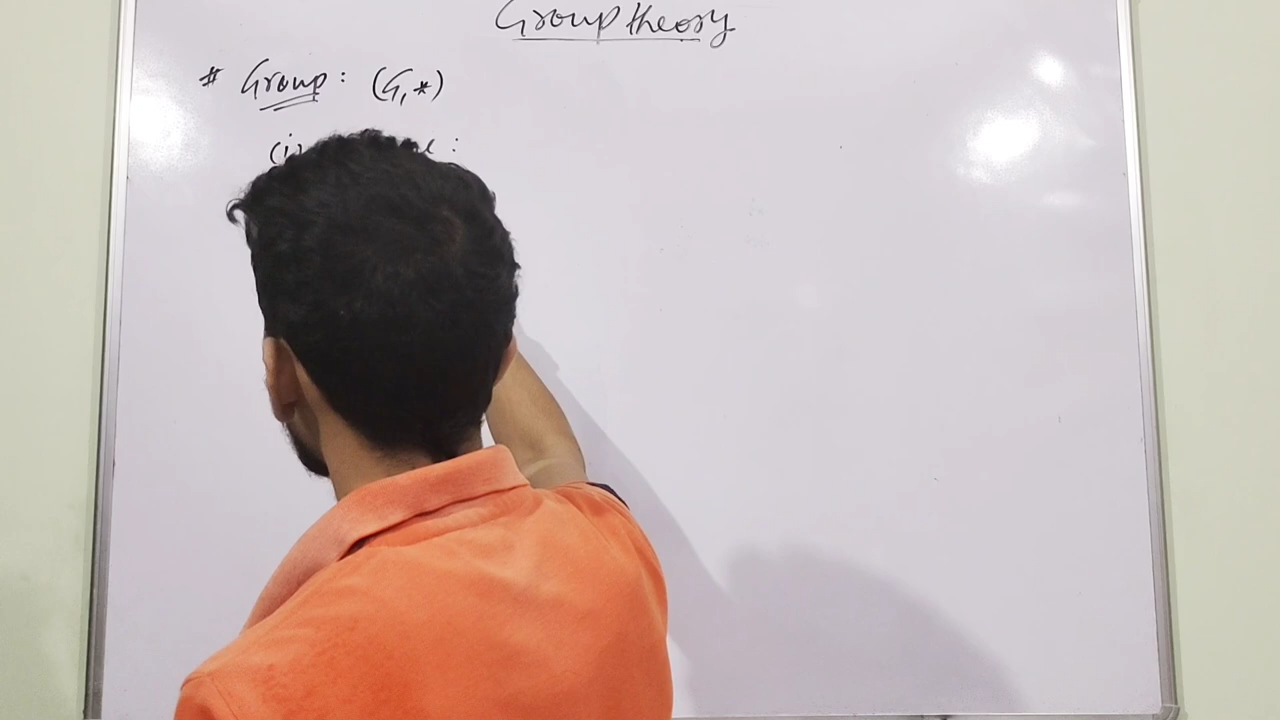 Group theory
# Group : (G, *)
(i